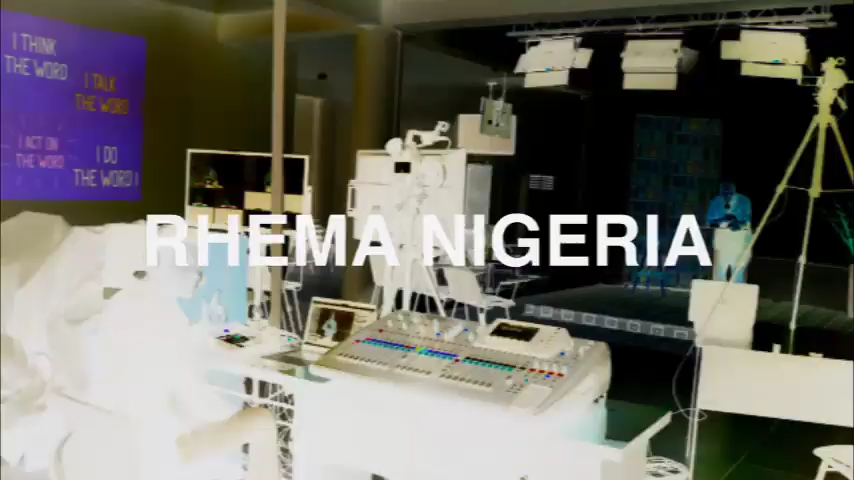 I THINK
THE WORD
I TALK
THE WORD
I ACT ON
THE WORD
I DO
THE WORD!
RHEMA NIGERIA